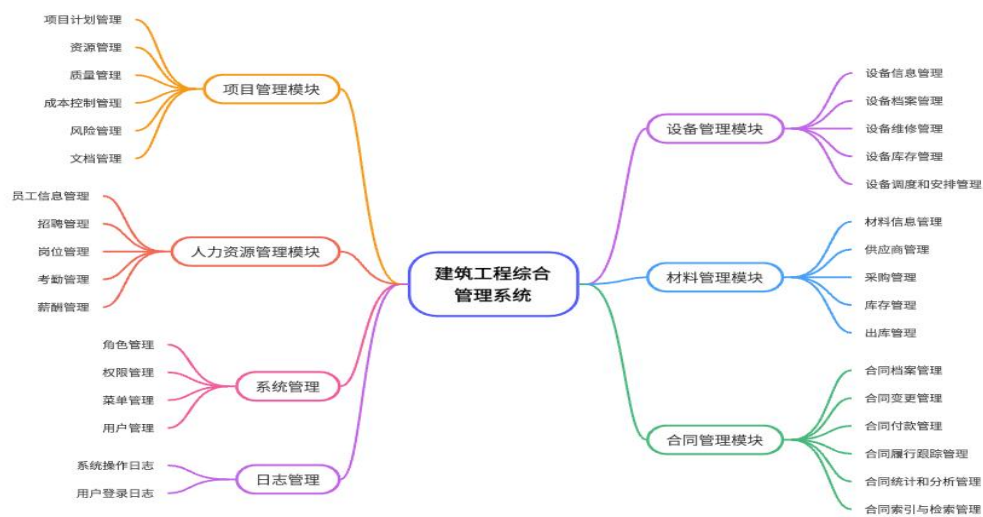 项目计划管理
资源管理
质量管理
成本控制管理
风险管理
文档管理
项目管理模块
员工信息管理
招聘管理
岗位管理
考勤管理
薪酬管理
人力资源管理模块
角色管理
权限管理
菜单管理
用户管理
系统管理
系统操作日志
用户登录日志
日志管理
建筑工程综合
管理系统
设备管理模块
设备信息管理
设备档案管理
设备维修管理
设备库存管理
设备调度和安排管理
材料管理模块
材料信息管理
供应商管理
采购管理
库存管理
出库管理
合同管理模块
合同档案管理
合同变更管理
合同付款管理
合同履行跟踪管理
合同统计和分析管理
合同索引与检索管理